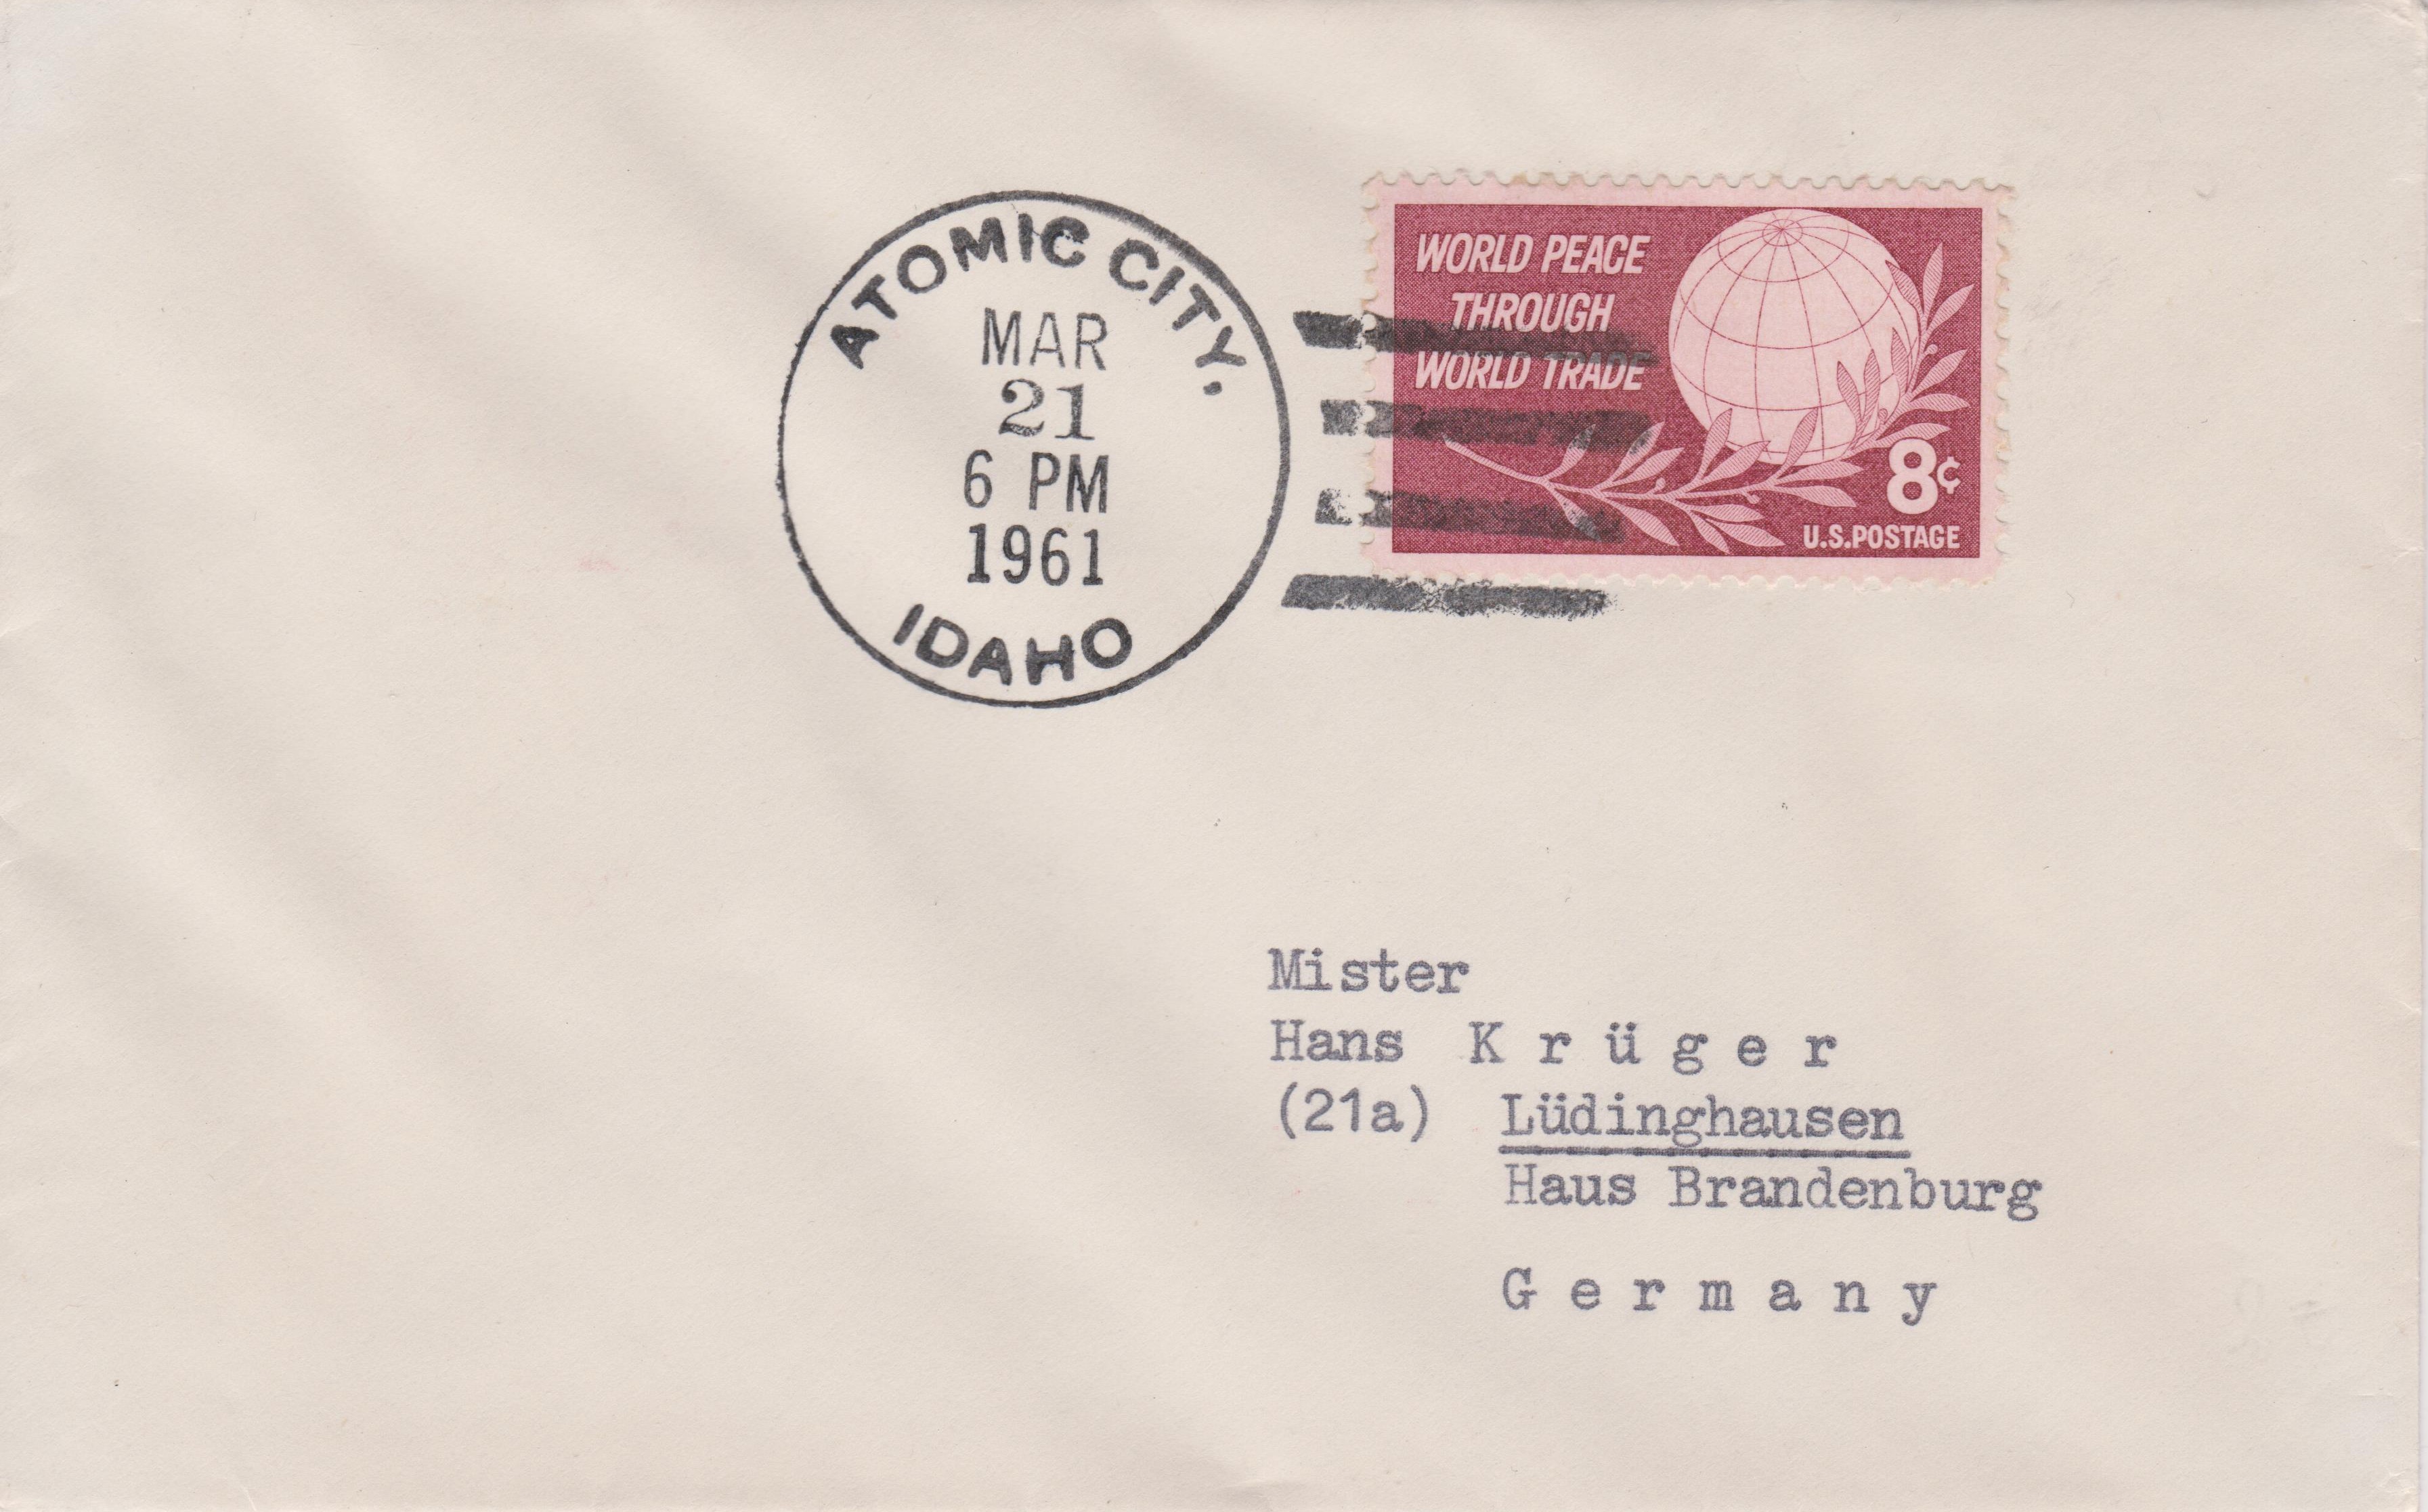 ATOMIC CITY.
MAR
21
6 PM
1961
IDAHO
WORLD PEACE
THROUGH
WORLD TRADE
8¢
U.S.POSTAGE
Mister
Hans K r ü g e r
(21a) Lüdinghausen
Haus Brandenburg
G e r m a n y